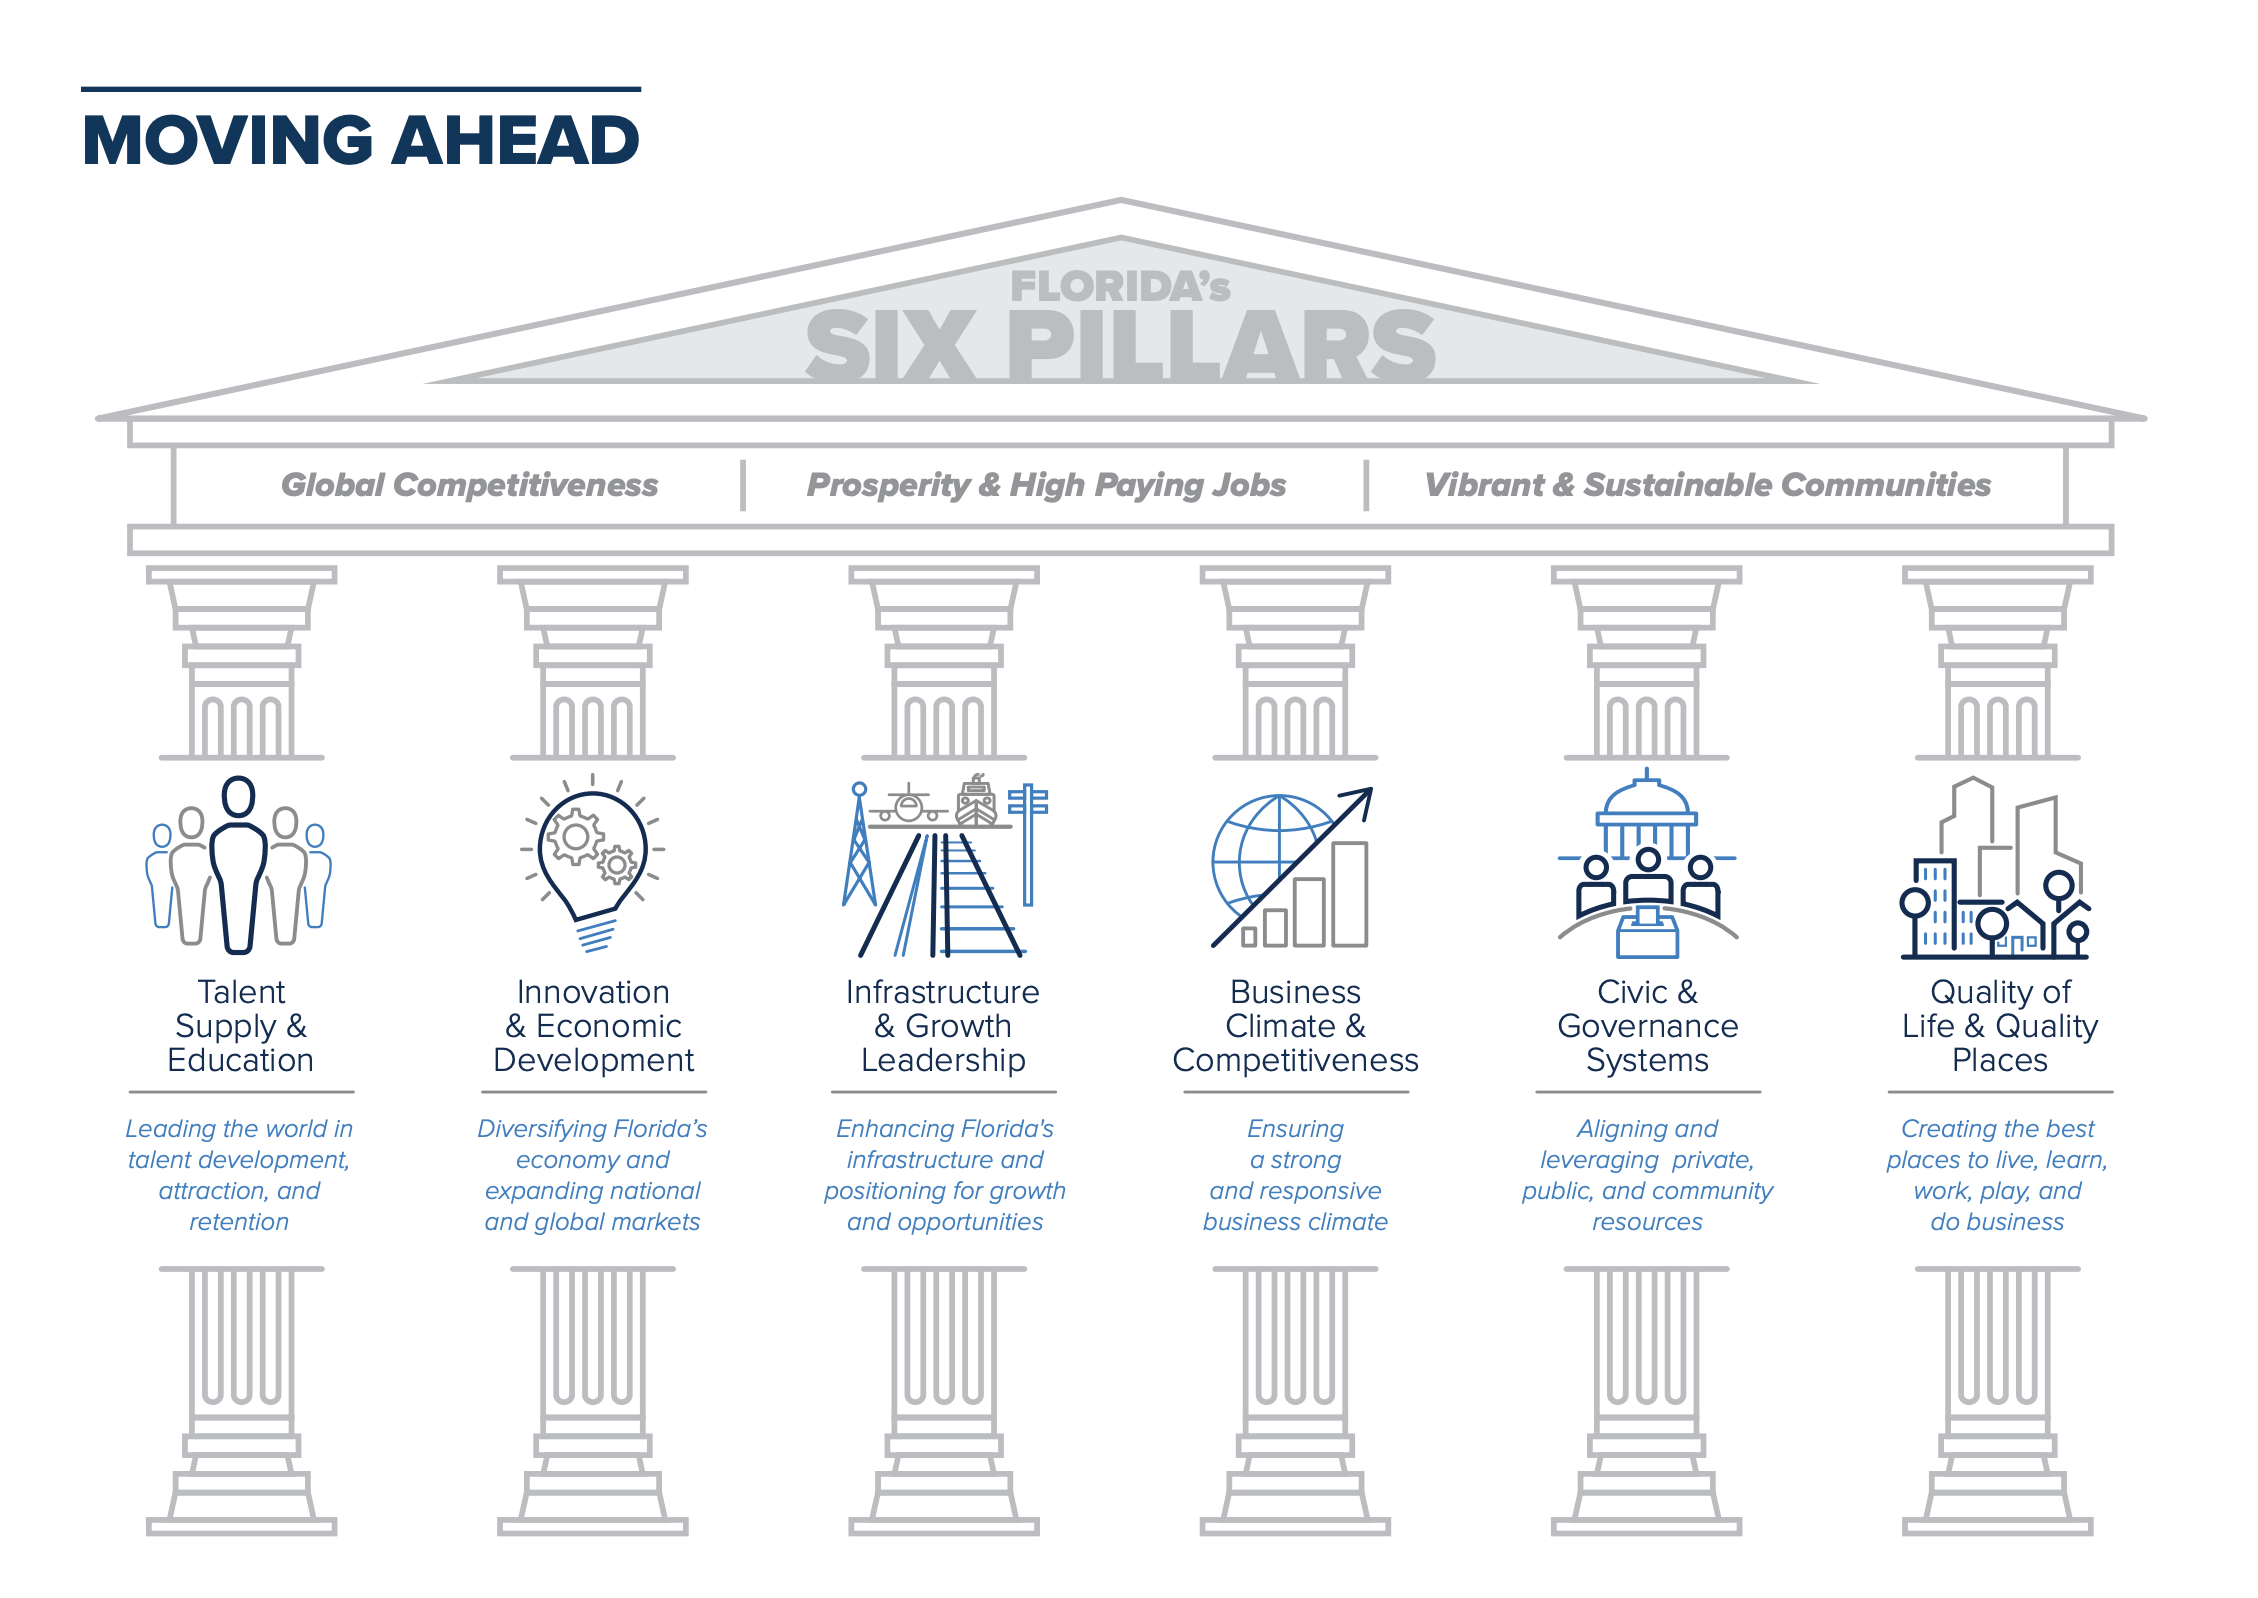 MOVING AHEAD
FLORIDA's
SIX PILLARS
Global Competitiveness | Prosperity & High Paying Jobs | Vibrant & Sustainable Communities
Talent
Supply &
Education
Leading the world in
talent development,
attraction, and
retention
Innovation
& Economic
Development
Diversifying Florida's
economy and
expanding national
and global markets
Infrastructure
& Growth
Leadership
Enhancing Florida's
infrastructure and
positioning for growth
and opportunities
Business
Climate &
Competitiveness
Ensuring
a strong
and responsive
business climate
Civic &
Governance
Systems
Aligning and
leveraging private,
public, and community
resources
Quality of
Life & Quality
Places
Creating the best
places to live, learn,
work, play, and
do business